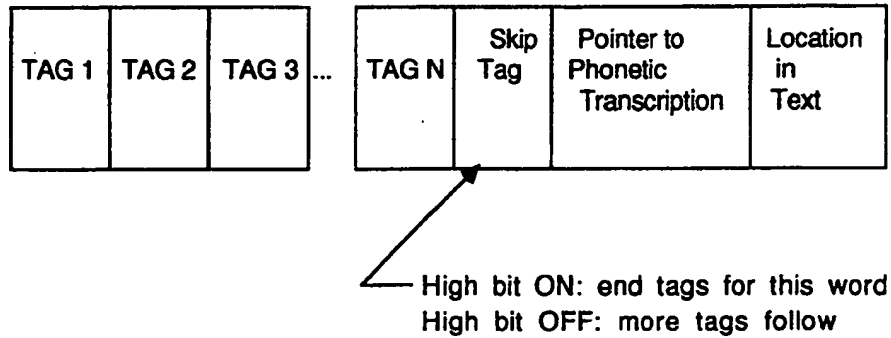 TAG 1 TAG 2 TAG 3 ... TAG N
Skip
Tag
Pointer to
Phonetic
Transcription
Location
in
Text
High bit ON: end tags for this word
High bit OFF: more tags follow